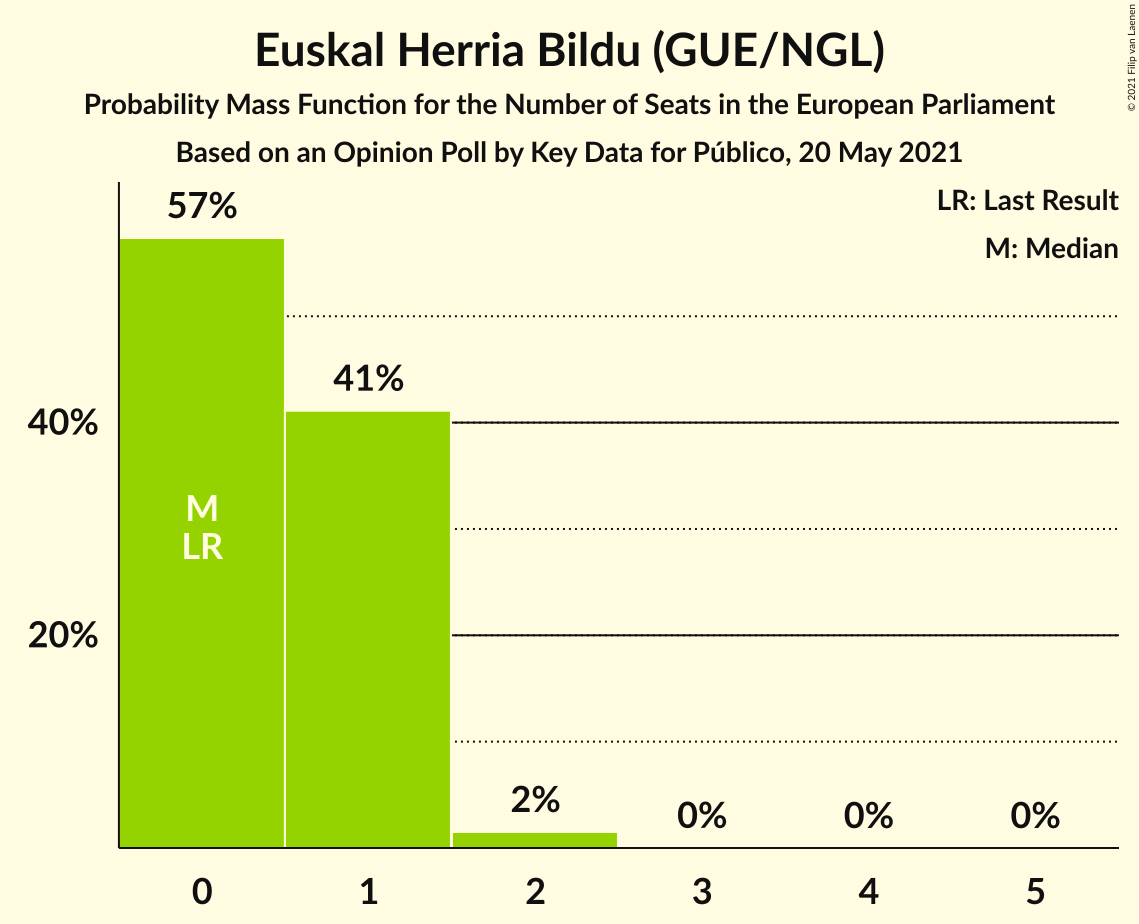 Euskal Herria Bildu (GUE/NGL)
Probability Mass Function for the Number of Seats in the European Parliament
Based on an Opinion Poll by Key Data for Público, 20 May 2021
© 2021 Filip van Laenen
LR: Last Result
M: Median
57%
41%
40%
M
LR
20%
2%
0%
0%
0%
0
1
2
3
4
5